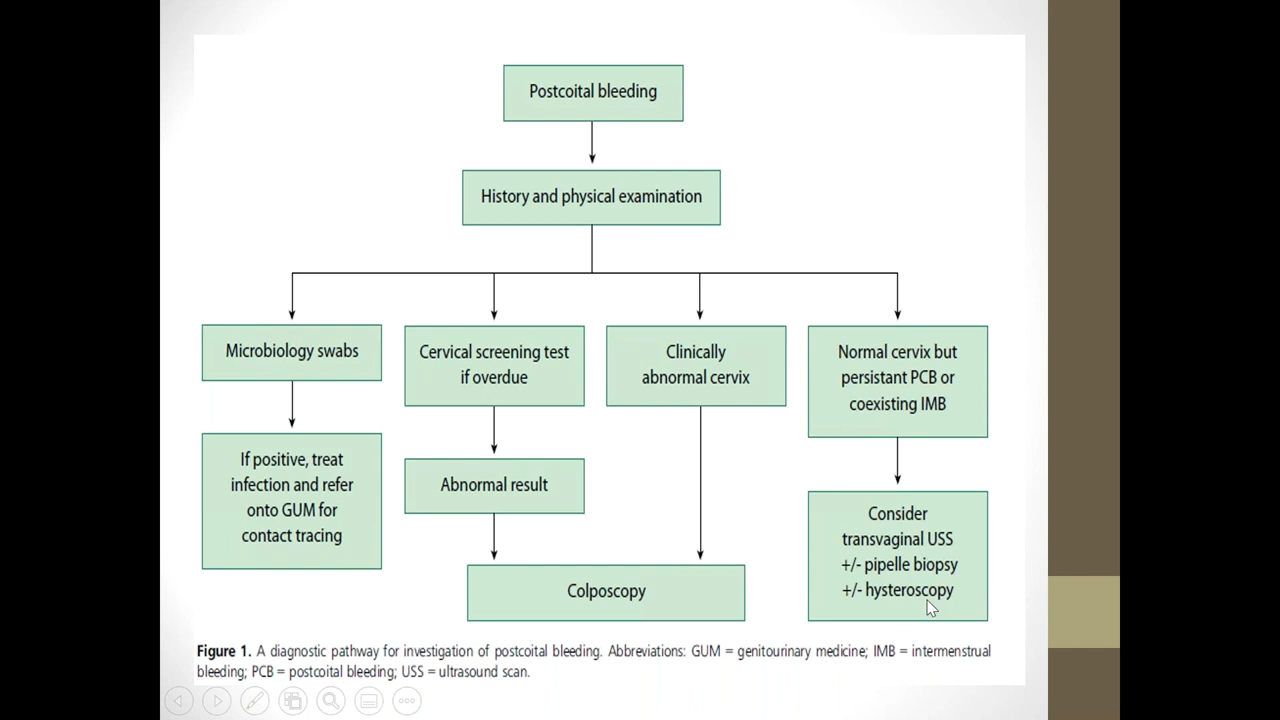 Postcoital bleeding
History and physical examination
Microbiology swabs
Cervical screening test
if overdue
Clinically
abnormal cervix
Normal cervix but
persistant PCB or
coexisting IMB
If positive, treat
infection and refer
onto GUM for
contact tracing
Abnormal result
Consider
transvaginal USS
+/- pipelle biopsy
+/- hysteroscopy
Colposcopy
Figure 1. A diagnostic pathway for investigation of postcoital bleeding. Abbreviations: GUM = genitourinary medicine; IMB = intermenstrual
bleeding; PCB = postcoital bleeding; USS = ultrasound scan.